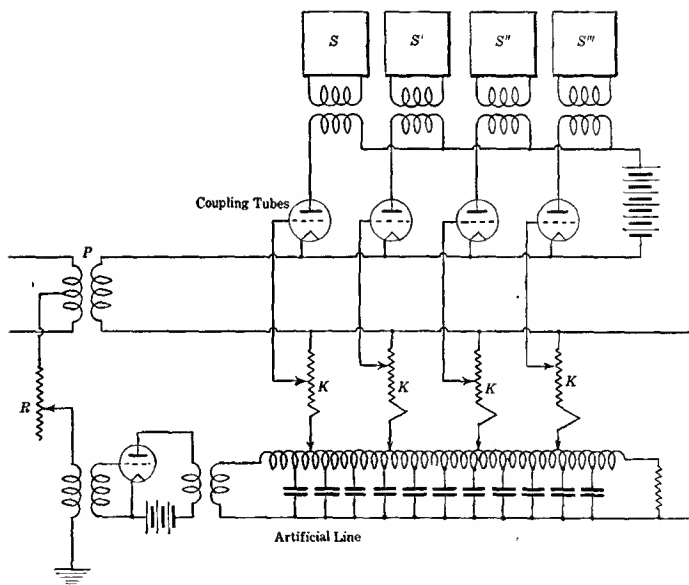 S S' S" S"'
Coupling Tubes
P
K K K K
R
Artificial Line